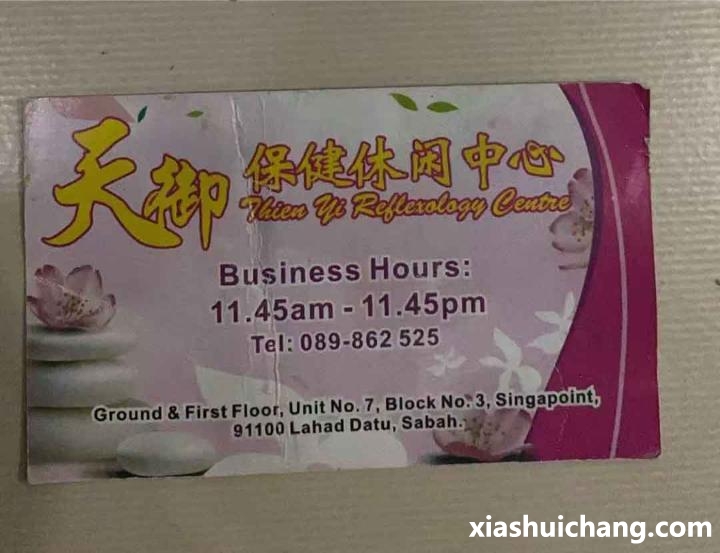 天御 保健休闲中心
Thien Yi Reflexology Centre
Business Hours:
11.45am - 11.45pm
Tel: 089-862 525
Ground & First Floor, Unit No. 7, Block No. 3, Singapoint,
91100 Lahad Datu, Sabah.
xiashuichang.com